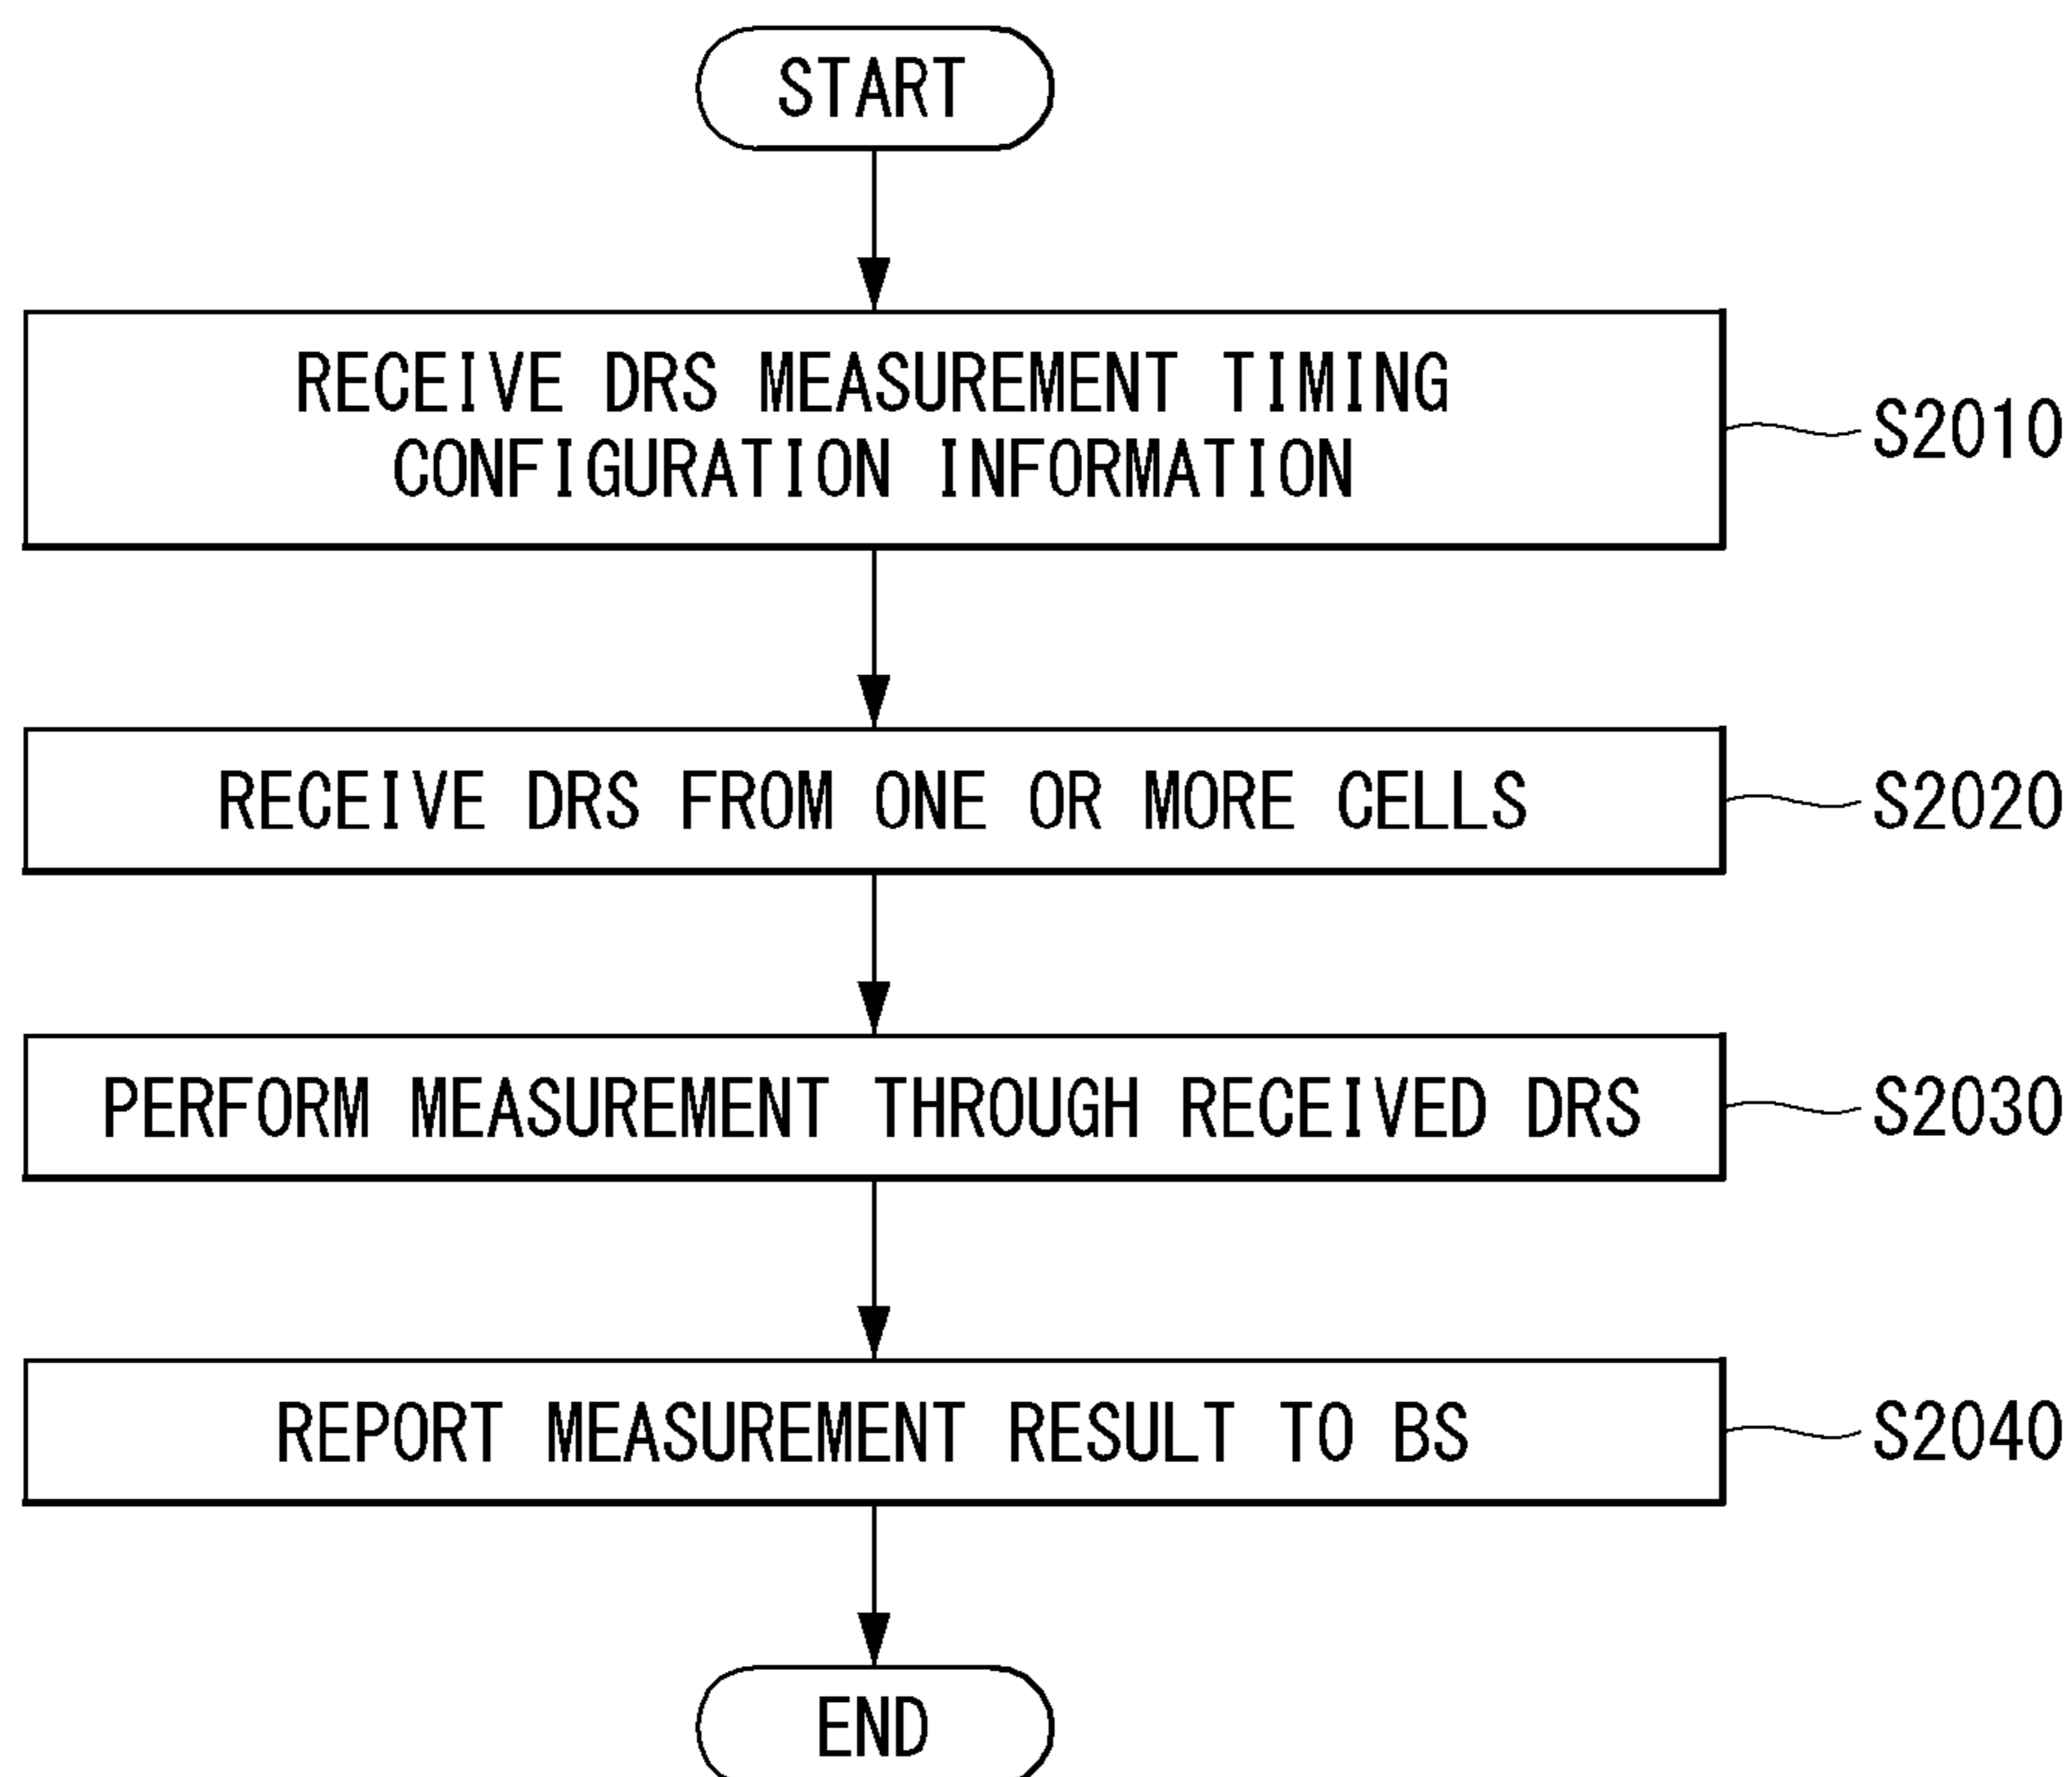 START
RECEIVE DRS MEASUREMENT TIMING
CONFIGURATION INFORMATION
S2010
RECEIVE DRS FROM ONE OR MORE CELLS
S2020
PERFORM MEASUREMENT THROUGH RECEIVED DRS
S2030
REPORT MEASUREMENT RESULT TO BS
S2040
END